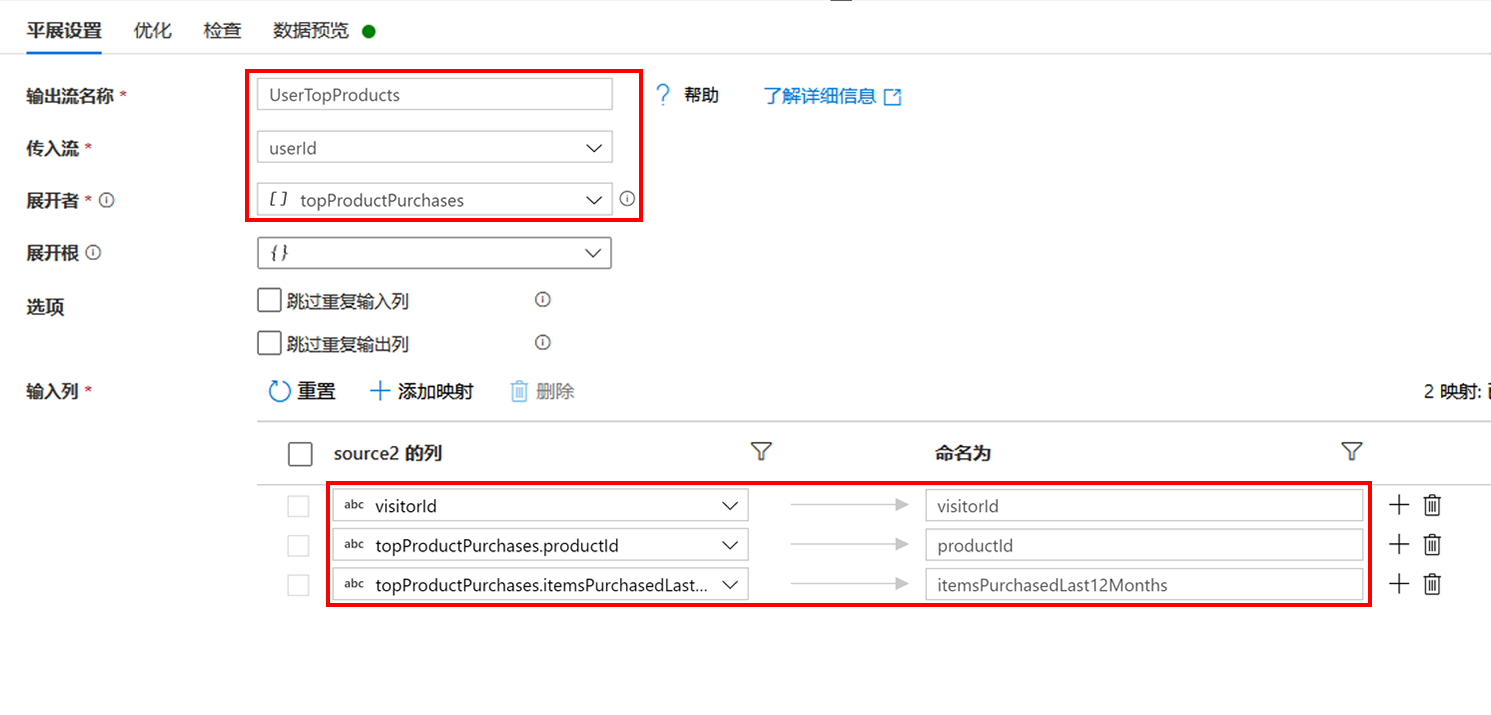 平展设置 优化 检查 数据预览
输出流名称 * UserTopProducts ? 帮助 了解详细信息
传入流 * userId
展开者 * [] topProductPurchases
展开根 {}
选项 跳过重复输入列
跳过重复输出列
输入列 * 重置 添加映射 删除 2 映射:
source2 的列 命名为
abc visitorId visitorId
abc topProductPurchases.productId productId
abc topProductPurchases.itemsPurchasedLast... itemsPurchasedLast12Months